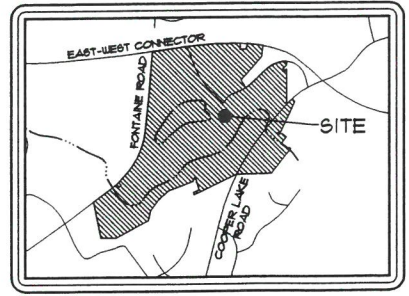 EAST-WEST CONNECTOR
FONTAINE ROAD
SITE
COOPER LAKE
ROAD